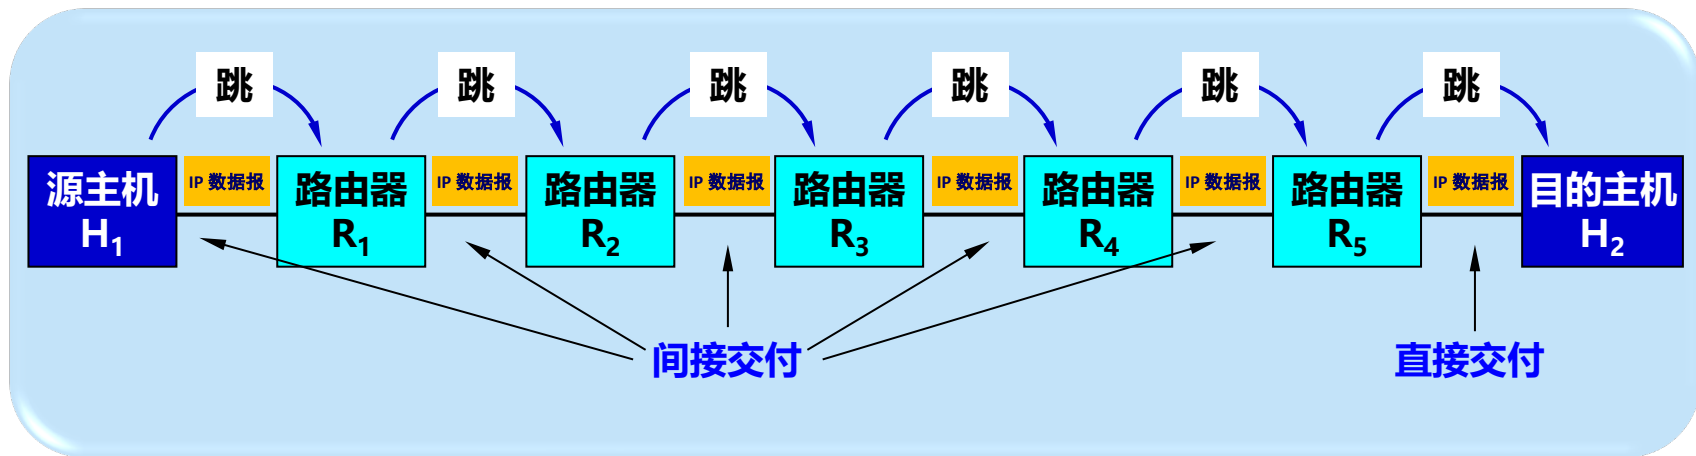 跳 跳 跳 跳 跳 跳
IP 数据报 IP 数据报 IP 数据报 IP 数据报 IP 数据报 IP 数据报
源主机 路由器 路由器 路由器 路由器 路由器 目的主机
H1 R1 R2 R3 R4 R5 H2
间接交付 直接交付